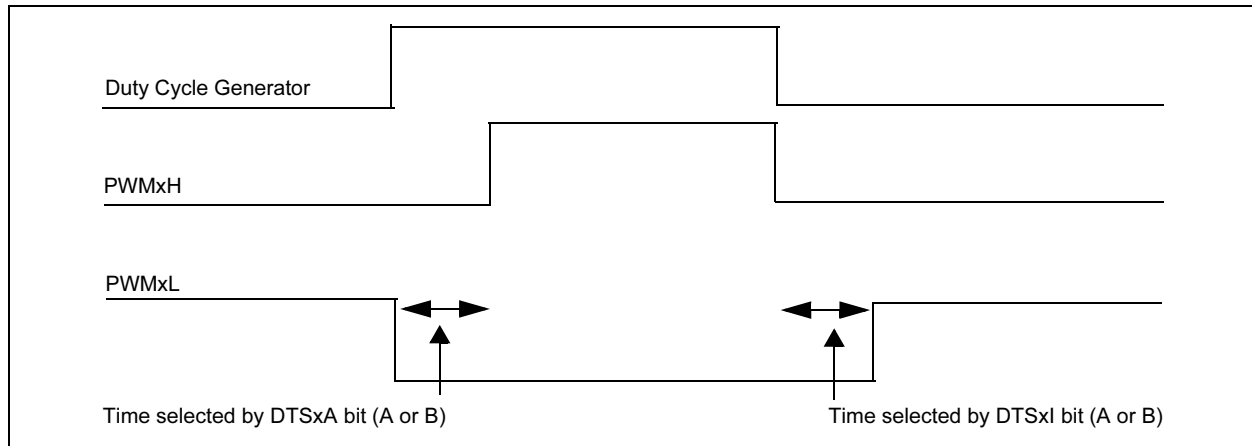 Duty Cycle Generator
PWMxH
PWMxL
Time selected by DTSxA bit (A or B)
Time selected by DTSxI bit (A or B)